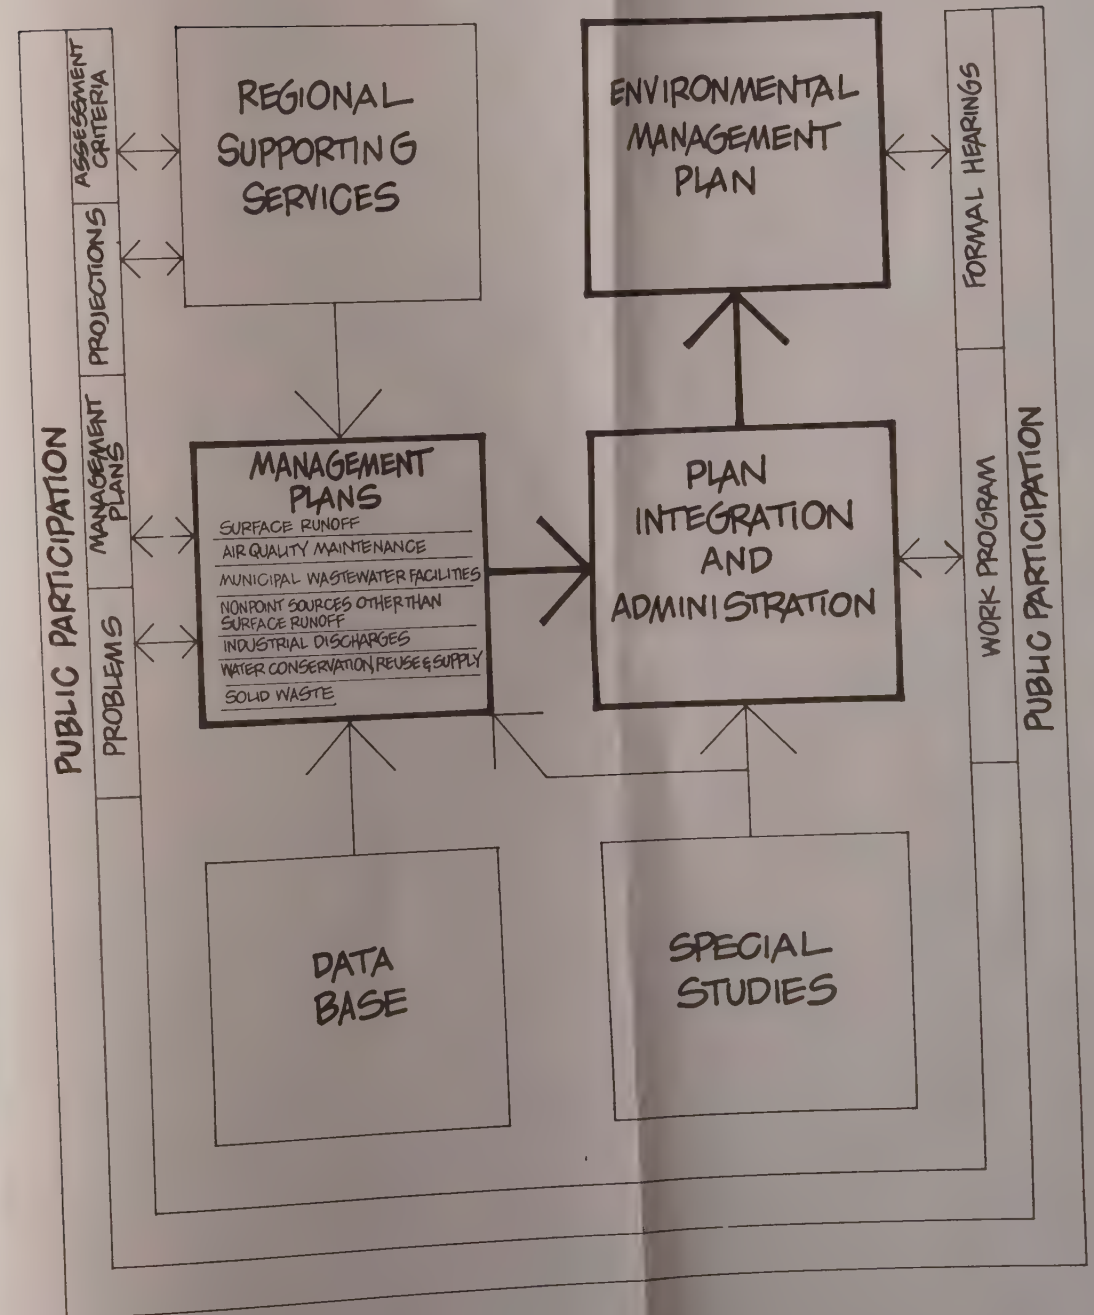 PUBLIC PARTICIPATION
ASSESSMENT
CRITERIA
PROJECTIONS
MANAGEMENT
PLANS
PROBLEMS
REGIONAL
SUPPORTING
SERVICES
ENVIRONMENTAL
MANAGEMENT
PLAN
MANAGEMENT
PLANS
SURFACE RUNOFF
AIR QUALITY MAINTENANCE
MUNICIPAL WASTEWATER FACILITIES
NONPOINT SOURCES OTHER THAN
SURFACE RUNOFF
INDUSTRIAL DISCHARGES
WATER CONSERVATION, REUSE & SUPPLY
SOLID WASTE
PLAN
INTEGRATION
AND
ADMINISTRATION
DATA
BASE
SPECIAL
STUDIES
FORMAL HEARINGS
WORK PROGRAM
PUBLIC PARTICIPATION